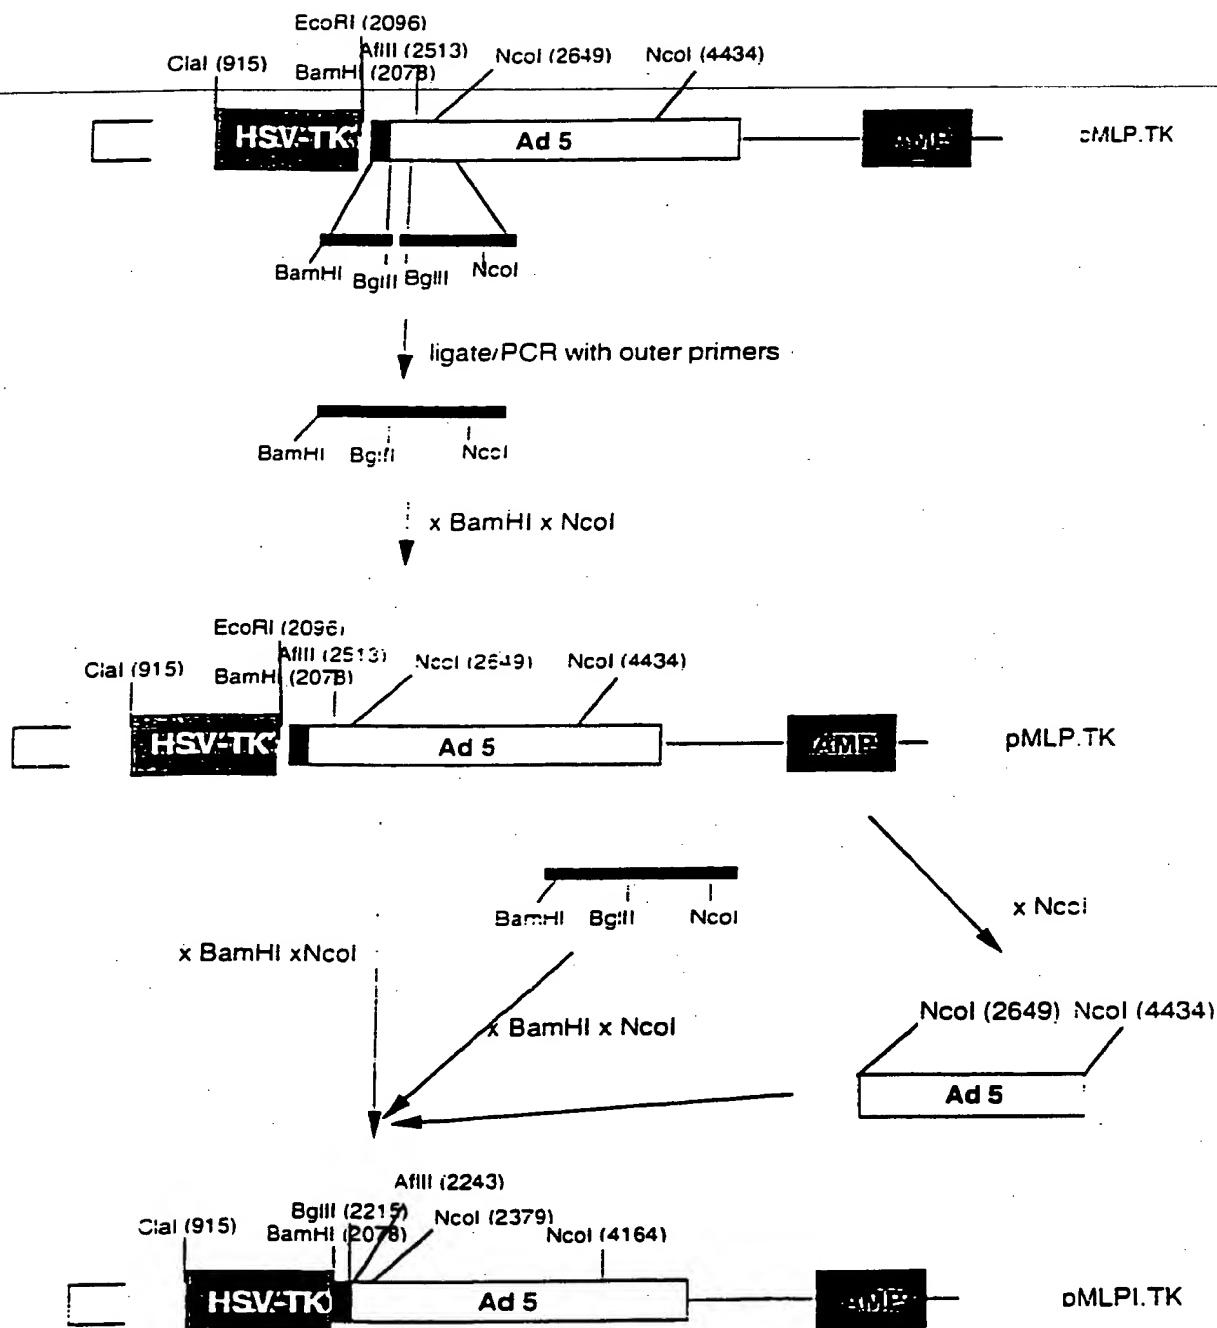 EcoRI (2096)
ClaI (915)
AflII (2513)
NcoI (2649)
NcoI (4434)
BamHI (2078)
HSV-TK
Ad 5
AMP
pMLP.TK
BamHI
BglII
BglII
NcoI
ligate/PCR with outer primers
BamHI
BglII
NcoI
x BamHI x NcoI
EcoRI (2096)
ClaI (915)
AflII (2513)
NcoI (2649)
NcoI (4434)
BamHI (2078)
HSV-TK
Ad 5
AMP
pMLP.TK
BamHI
BglII
NcoI
x NcoI
x BamHI xNcoI
x BamHI x NcoI
NcoI (2649)
NcoI (4434)
Ad 5
AflII (2243)
BglII (2215)
NcoI (2379)
ClaI (915)
BamHI (2078)
NcoI (4164)
HSV-TK
Ad 5
AMP
pMLPI.TK